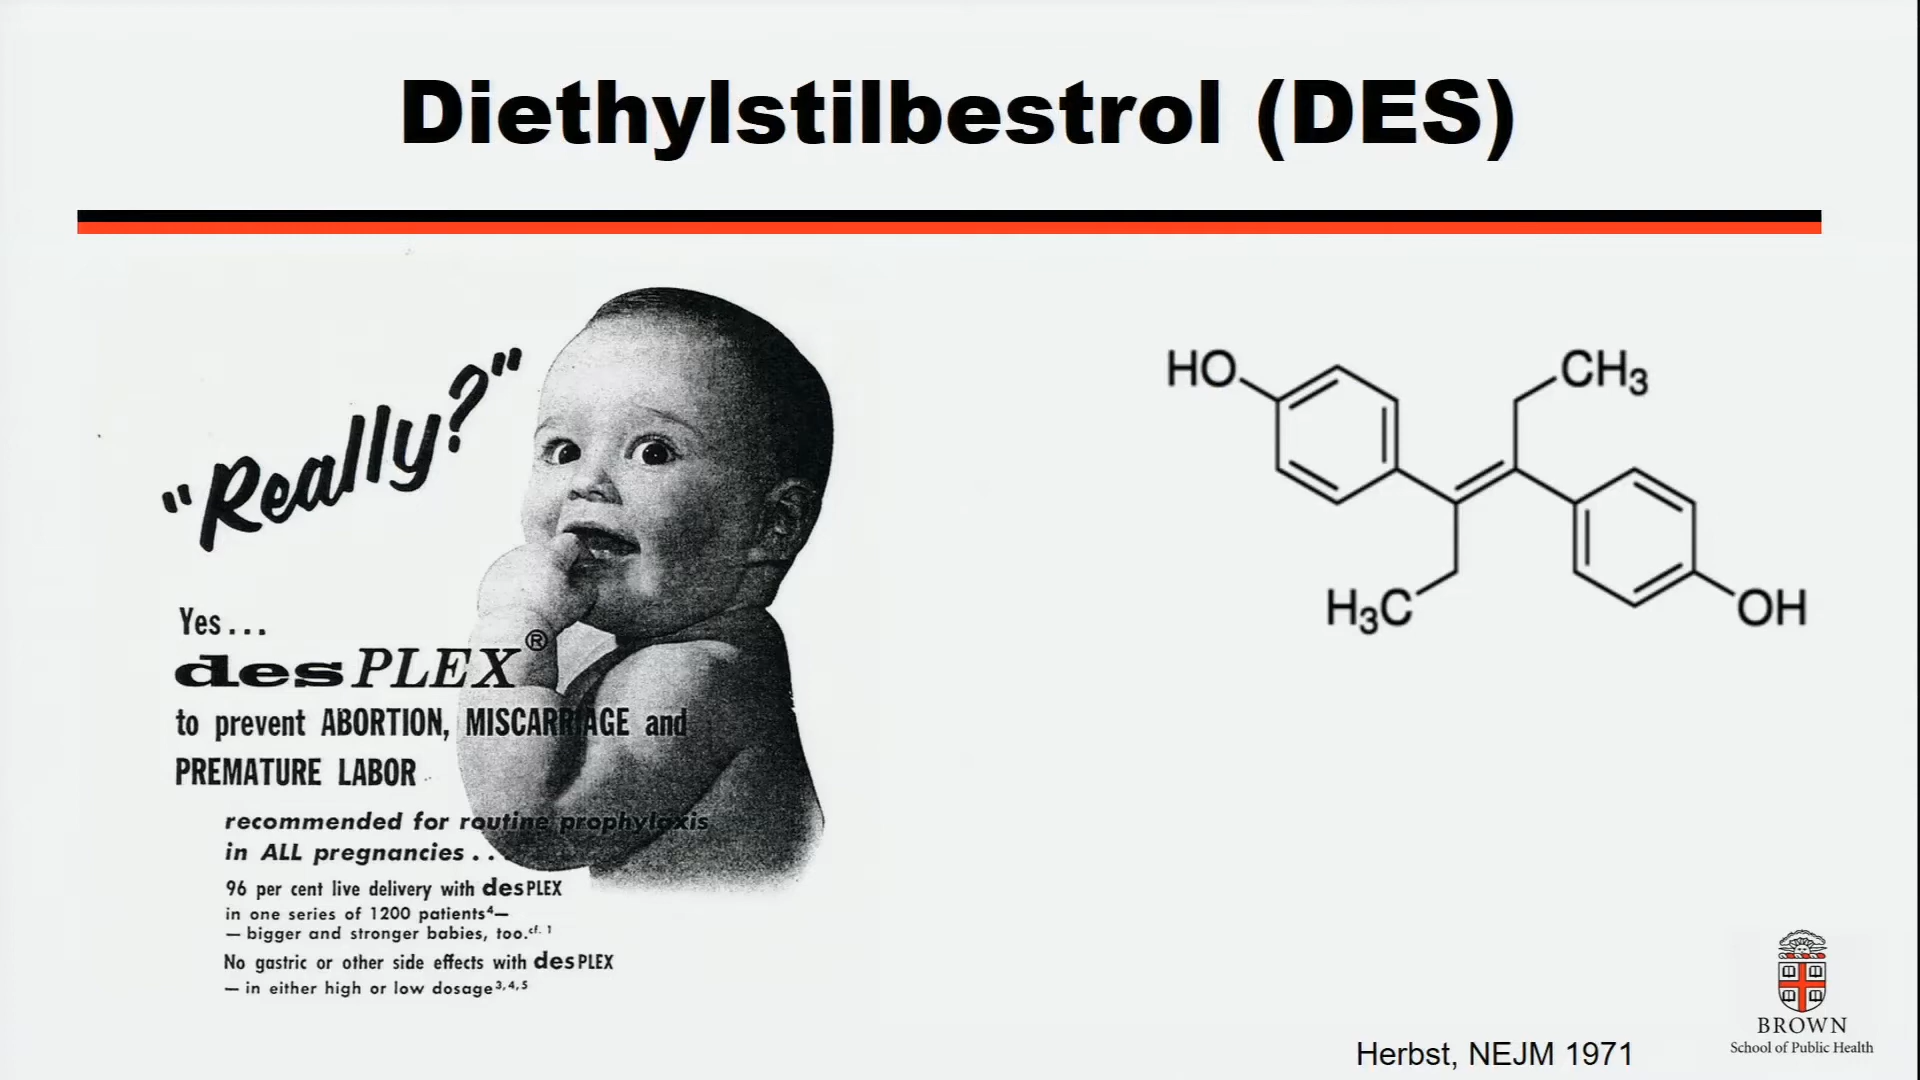 Diethylstilbestrol (DES)
"Really?"
Yes...
desPLEX®
to prevent ABORTION, MISCARRIAGE and
PREMATURE LABOR
recommended for routine prophylaxis
in ALL pregnancies . . .
96 per cent live delivery with desPLEX
in one series of 1200 patients⁴—
— bigger and stronger babies, too.cf. 1
No gastric or other side effects with desPLEX
— in either high or low dosage³,⁴,⁵
HO
CH₃
H₃C
OH
Herbst, NEJM 1971
BROWN
School of Public Health